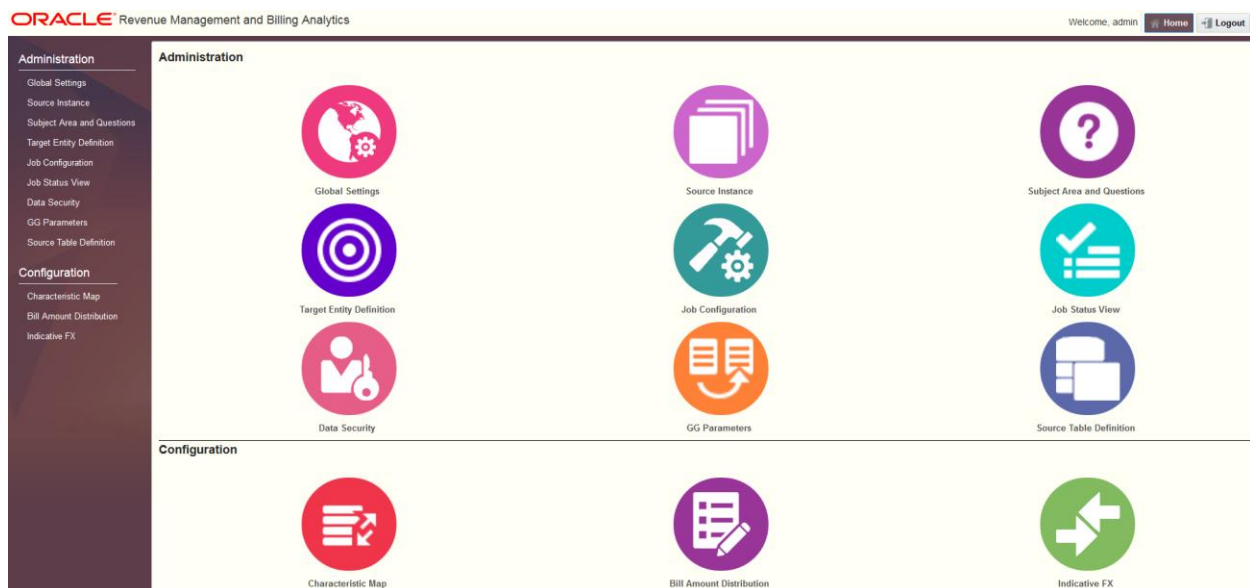 ORACLE Revenue Management and Billing Analytics
Welcome, admin Home Logout
Administration
Global Settings
Source Instance
Subject Area and Questions
Target Entity Definition
Job Configuration
Job Status View
Data Security
GG Parameters
Source Table Definition
Configuration
Characteristic Map
Bill Amount Distribution
Indicative FX
Administration
Global Settings Source Instance Subject Area and Questions
Target Entity Definition Job Configuration Job Status View
Data Security GG Parameters Source Table Definition
Configuration
Characteristic Map Bill Amount Distribution Indicative FX